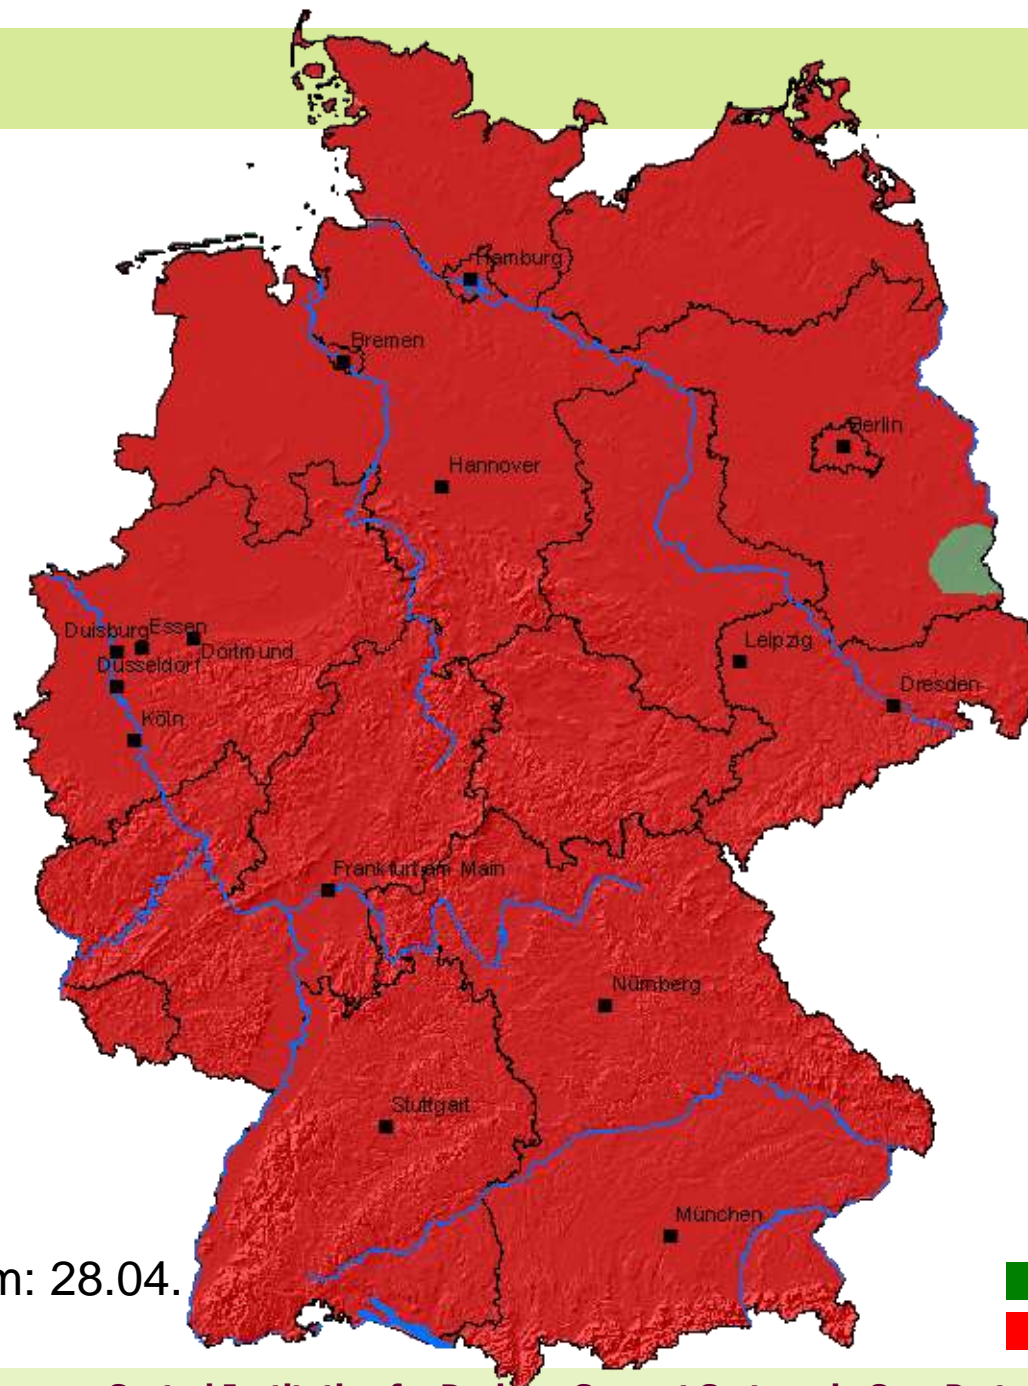 Hamburg
Bremen
Berlin
Hannover
Duisburg
Essen
Dortmund
Düsseldorf
Leipzig
Dresden
Köln
Frankfurt am Main
Nürnberg
Stuttgart
München
m: 28.04.